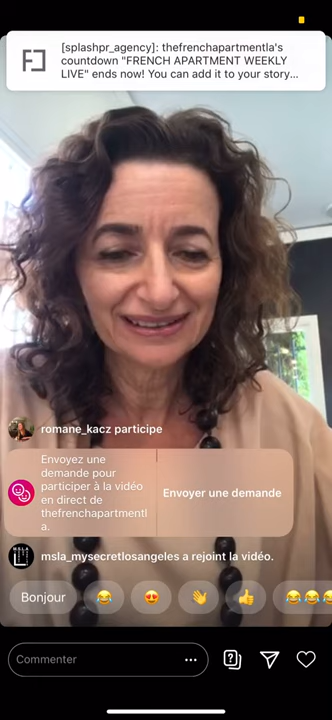 [splashpr_agency]: thefrenchapartmentla's
countdown "FRENCH APARTMENT WEEKLY
LIVE" ends now! You can add it to your story...
romane_kacz participe
Envoyez une
demande pour
participer à la vidéo
en direct de
thefrenchapartmentl
a.
Envoyer une demande
msla_mysecretlosangeles a rejoint la vidéo.
Bonjour
Commenter